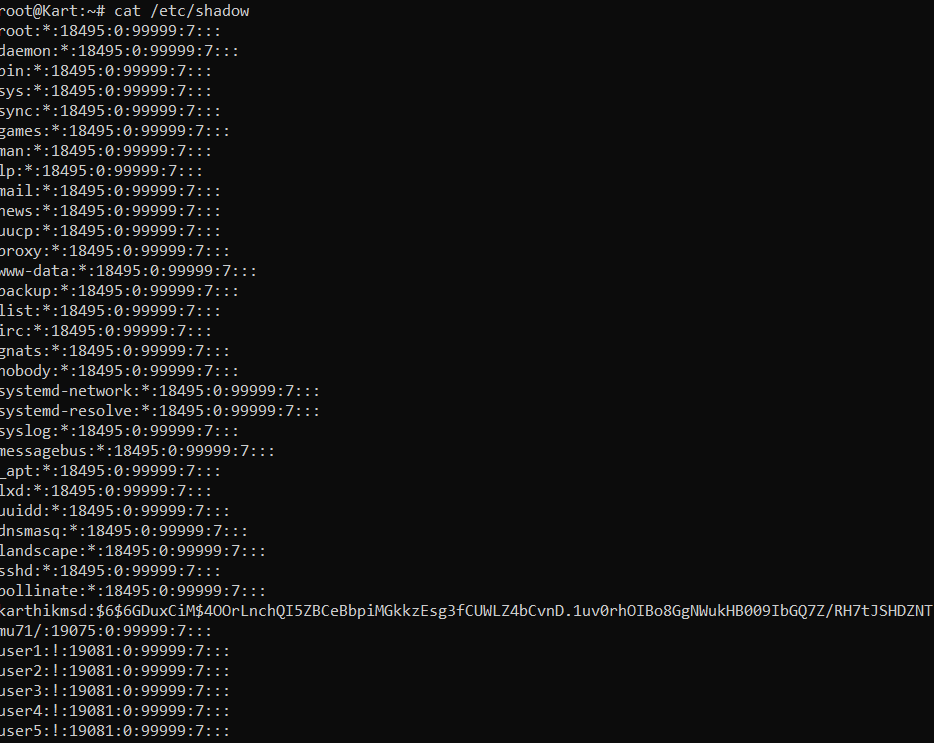 root@Kart:~# cat /etc/shadow
root:*:18495:0:99999:7:::
daemon:*:18495:0:99999:7:::
bin:*:18495:0:99999:7:::
sys:*:18495:0:99999:7:::
sync:*:18495:0:99999:7:::
games:*:18495:0:99999:7:::
man:*:18495:0:99999:7:::
lp:*:18495:0:99999:7:::
mail:*:18495:0:99999:7:::
news:*:18495:0:99999:7:::
uucp:*:18495:0:99999:7:::
proxy:*:18495:0:99999:7:::
www-data:*:18495:0:99999:7:::
backup:*:18495:0:99999:7:::
list:*:18495:0:99999:7:::
irc:*:18495:0:99999:7:::
gnats:*:18495:0:99999:7:::
nobody:*:18495:0:99999:7:::
systemd-network:*:18495:0:99999:7:::
systemd-resolve:*:18495:0:99999:7:::
syslog:*:18495:0:99999:7:::
messagebus:*:18495:0:99999:7:::
_apt:*:18495:0:99999:7:::
lxd:*:18495:0:99999:7:::
uuidd:*:18495:0:99999:7:::
dnsmasq:*:18495:0:99999:7:::
landscape:*:18495:0:99999:7:::
sshd:*:18495:0:99999:7:::
pollinate:*:18495:0:99999:7:::
karthikmsd:$6$6GDuxCiM$4OOrLnchQI5ZBCeBbpiMGkkzEsg3fCUWLZ4bCvnD.1uv0rhOIBo8GgNWukHB009IbGQ7Z/RH7tJSHDZNT
mu71/:19075:0:99999:7:::
user1:!:19081:0:99999:7:::
user2:!:19081:0:99999:7:::
user3:!:19081:0:99999:7:::
user4:!:19081:0:99999:7:::
user5:!:19081:0:99999:7:::